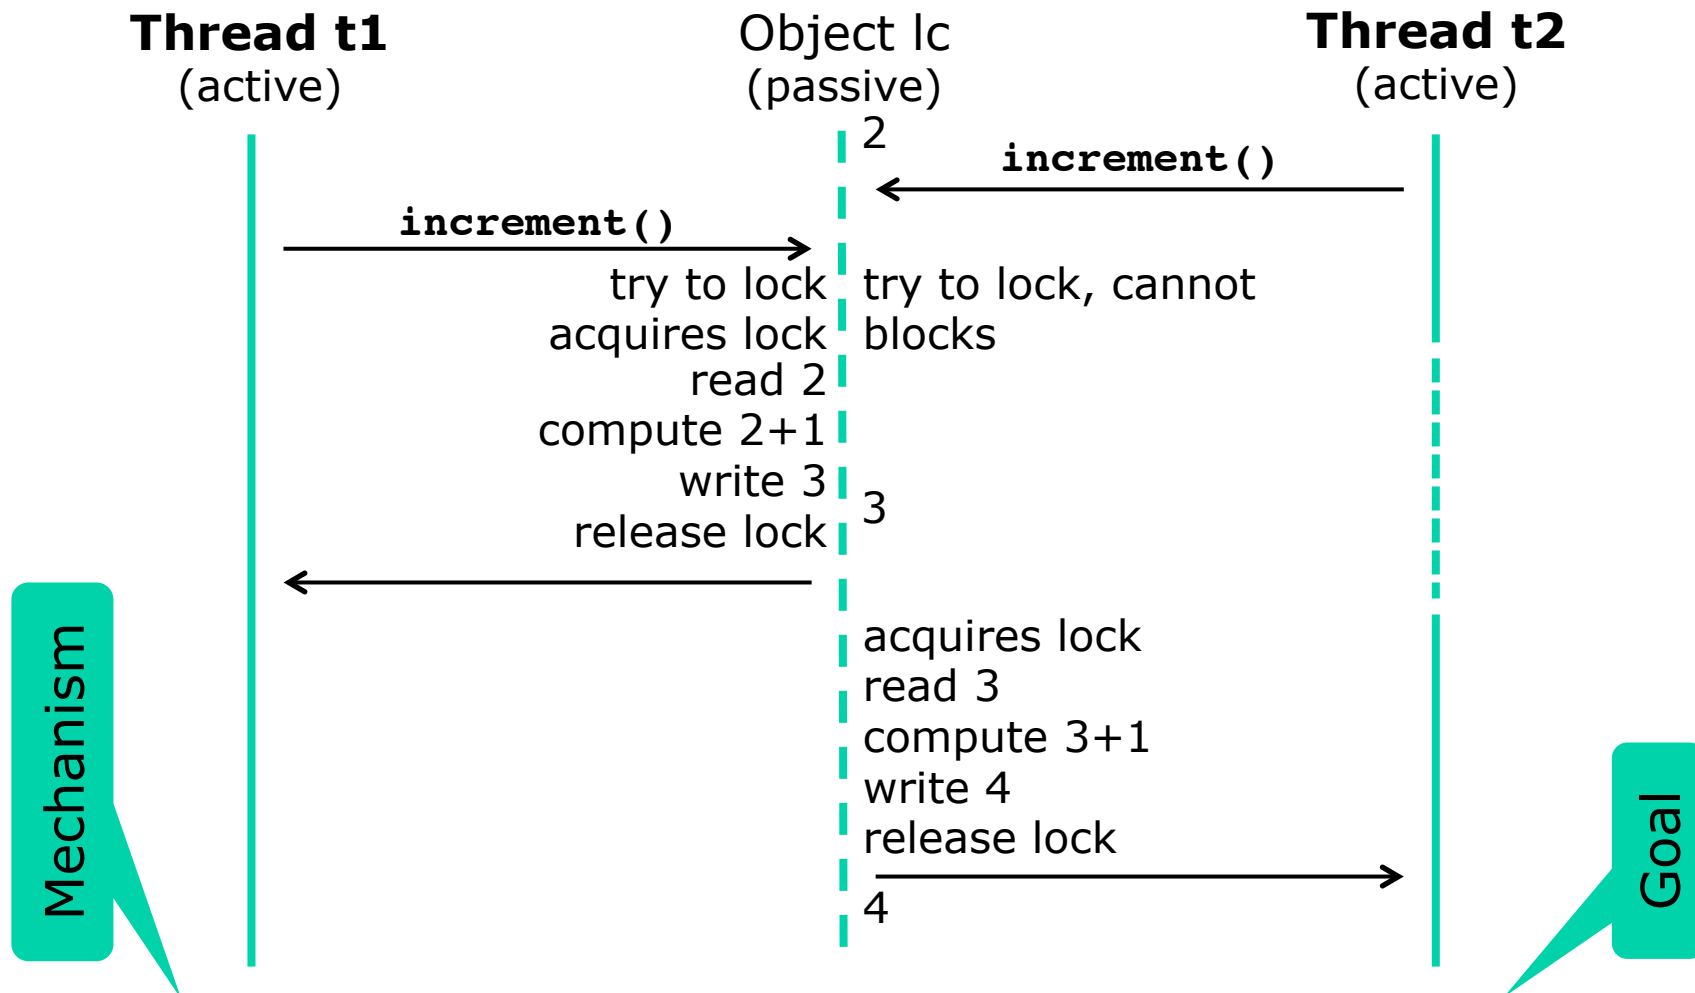 Thread t1
(active)
Object lc
(passive)
Thread t2
(active)
2
increment()
increment()
try to lock
try to lock, cannot
acquires lock
blocks
read 2
compute 2+1
write 3
3
release lock
acquires lock
read 3
compute 3+1
write 4
release lock
4
Mechanism
Goal